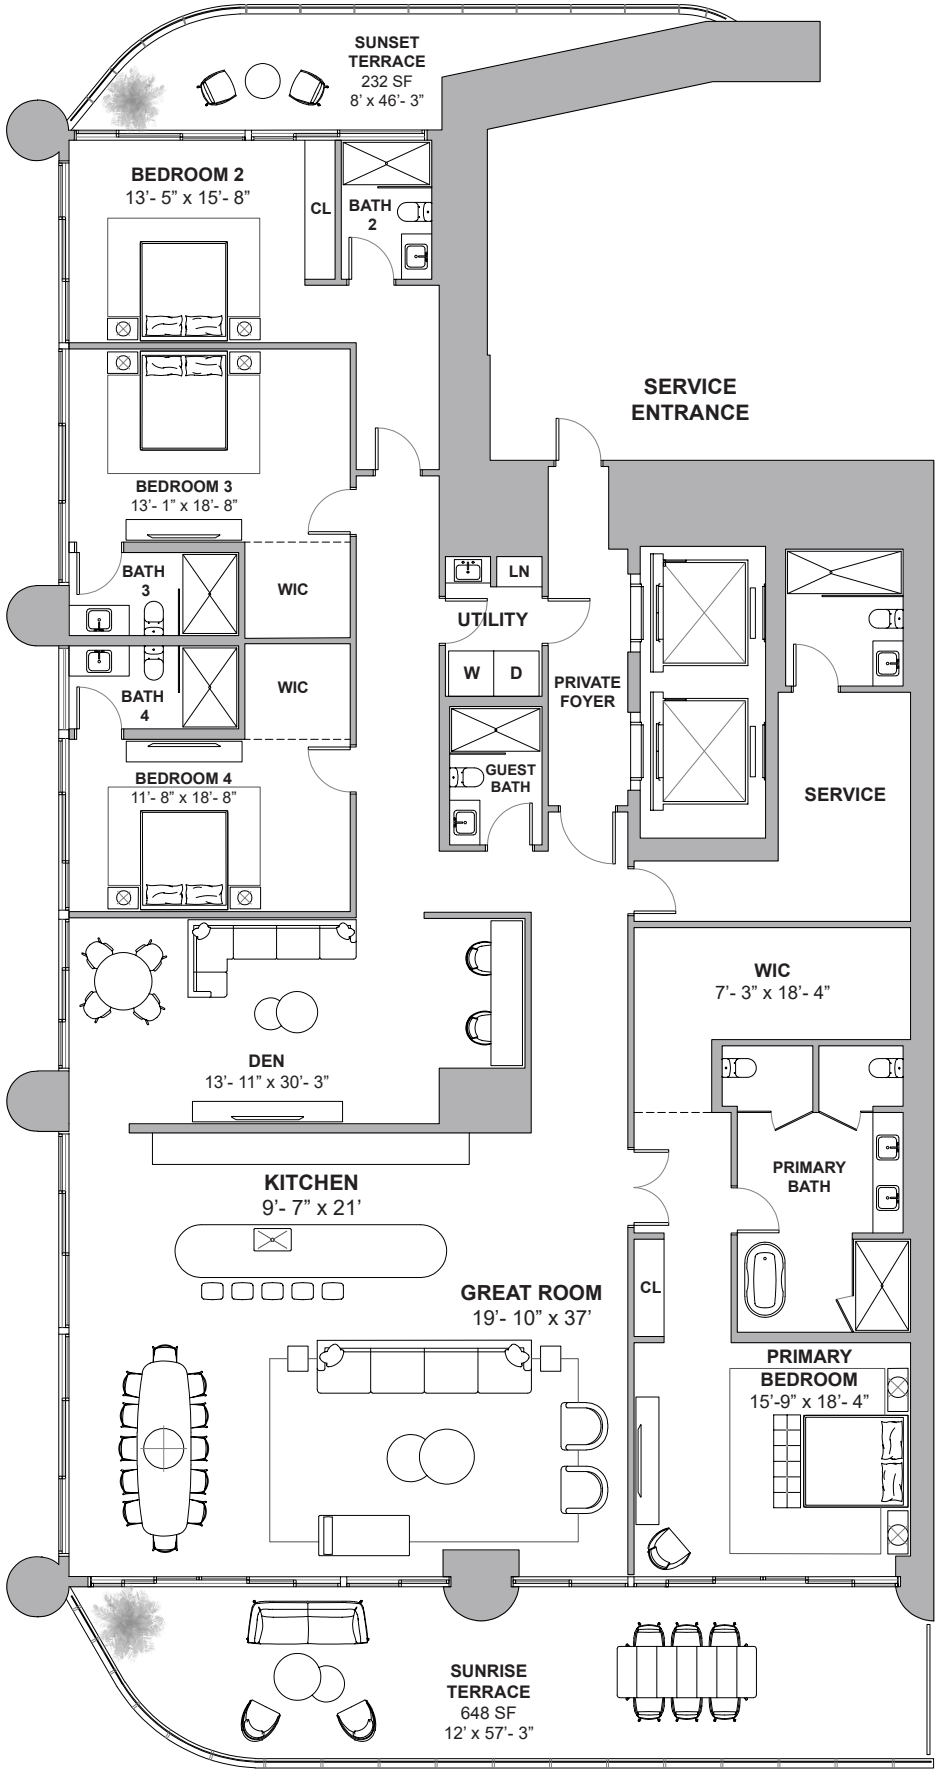 SUNSET
TERRACE
232 SF
8' x 46'- 3”
BEDROOM 2
13'- 5” x 15'- 8”
CL
BATH
2
SERVICE
ENTRANCE
BEDROOM 3
13'- 1” x 18'- 8”
BATH
3
WIC
LN
UTILITY
W
D
WIC
BATH
4
PRIVATE
FOYER
GUEST
BATH
BEDROOM 4
11'- 8” x 18'- 8”
SERVICE
WIC
7'- 3” x 18'- 4”
DEN
13'- 11” x 30'- 3”
KITCHEN
9'- 7” x 21'
PRIMARY
BATH
GREAT ROOM
19'- 10” x 37'
CL
PRIMARY
BEDROOM
15'-9” x 18'- 4”
SUNRISE
TERRACE
648 SF
12' x 57'- 3”